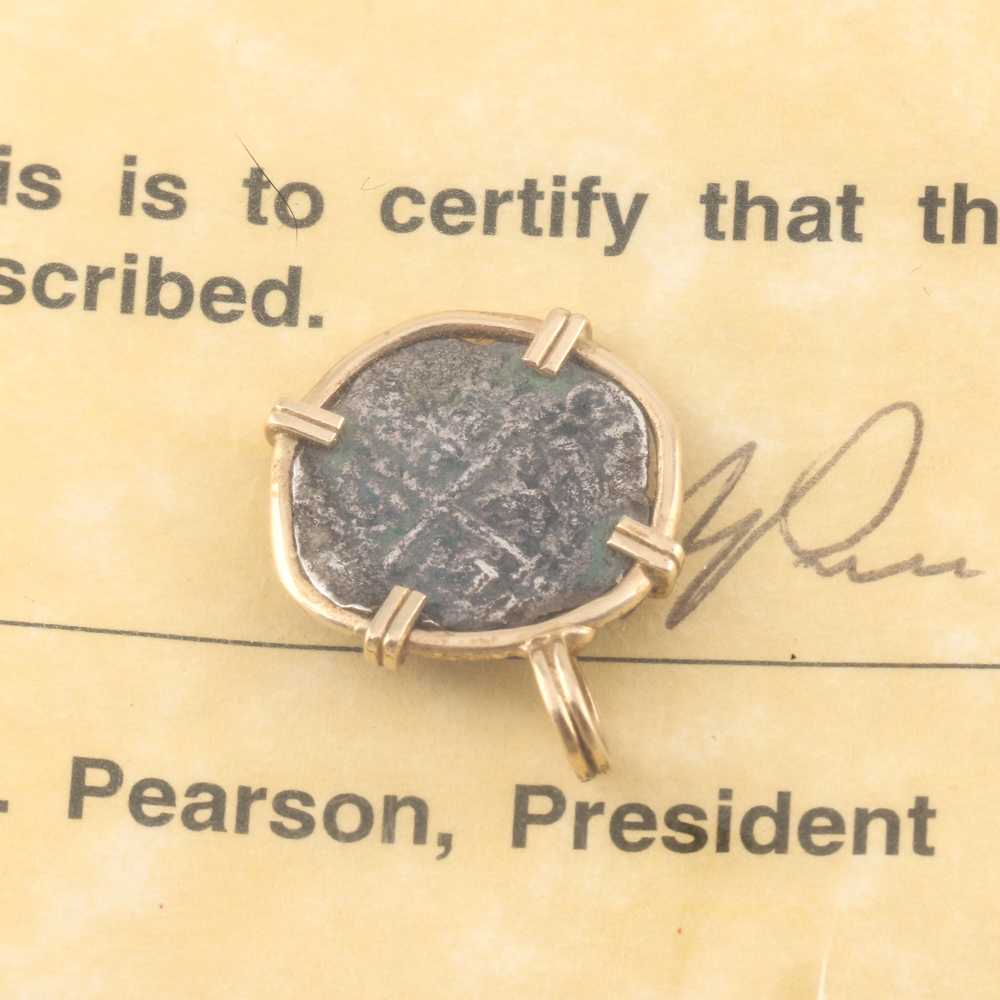 is is to certify that th
scribed.
. Pearson, President